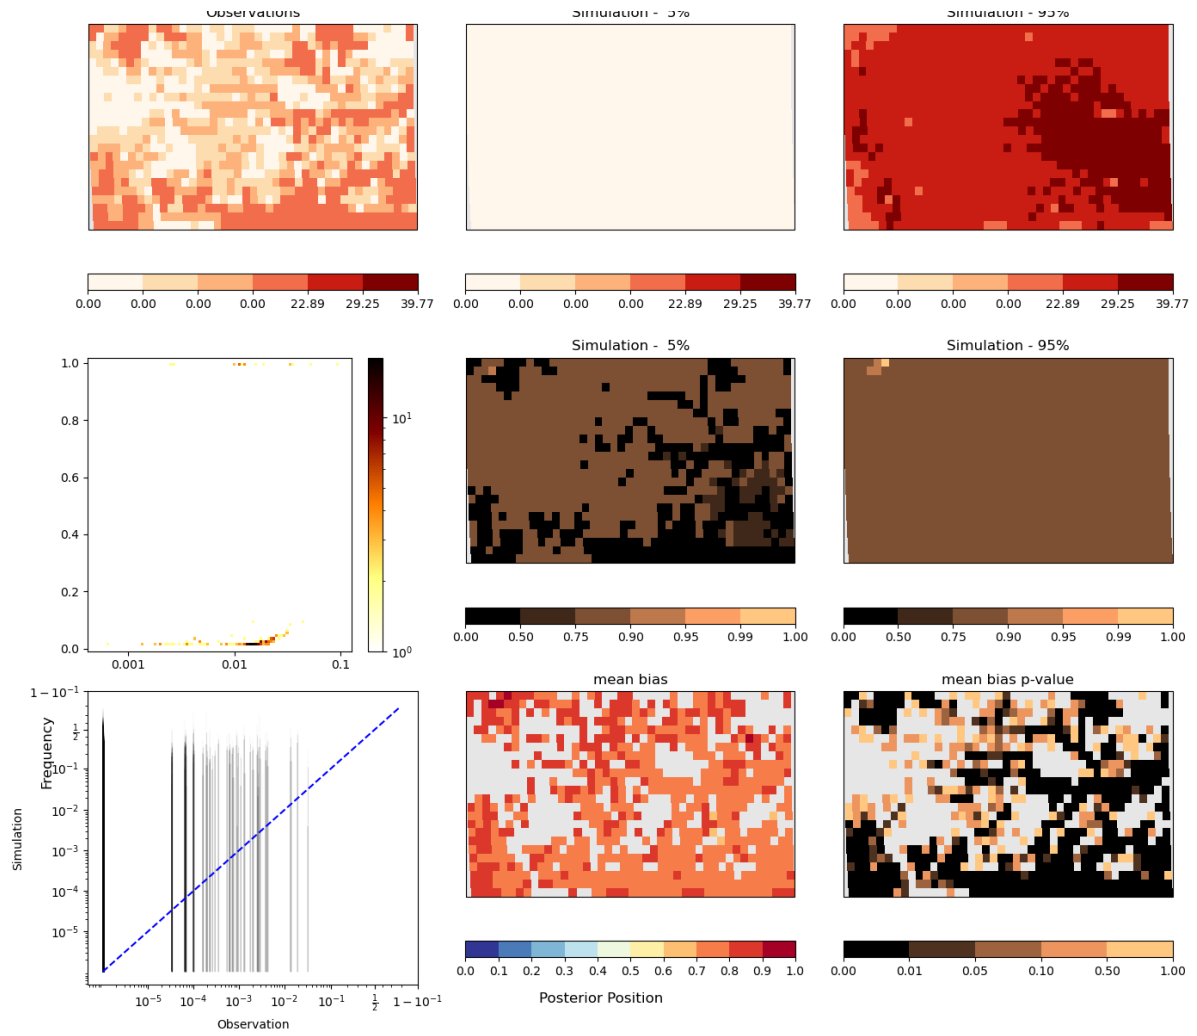 Observations
Simulation - 5%
Simulation - 95%
0.00 0.00 0.00 0.00 22.89 29.25 39.77
0.00 0.00 0.00 0.00 22.89 29.25 39.77
0.00 0.00 0.00 0.00 22.89 29.25 39.77
1.0
0.8
0.6
0.4
0.2
0.0
0.001 0.01 0.1
10¹
10⁰
Simulation - 5%
Simulation - 95%
0.00 0.50 0.75 0.90 0.95 0.99 1.00
0.00 0.50 0.75 0.90 0.95 0.99 1.00
Frequency
Simulation
1 − 10⁻¹
1/2
10⁻¹
10⁻²
10⁻³
10⁻⁴
10⁻⁵
10⁻⁵ 10⁻⁴ 10⁻³ 10⁻² 10⁻¹ 1/2 1 − 10⁻¹
Observation
mean bias
mean bias p-value
0.0 0.1 0.2 0.3 0.4 0.5 0.6 0.7 0.8 0.9 1.0
Posterior Position
0.00 0.01 0.05 0.10 0.50 1.00